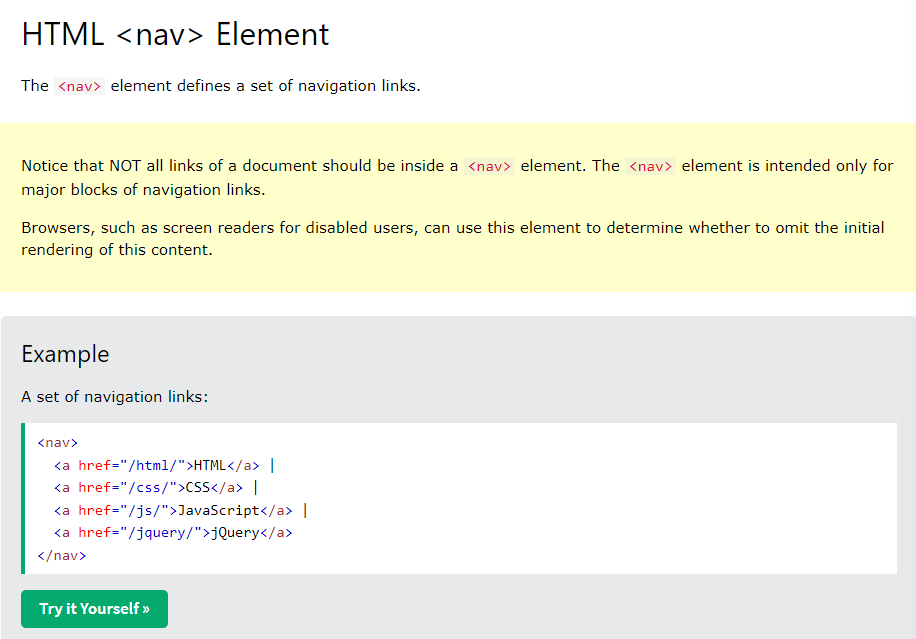 HTML <nav> Element
The <nav> element defines a set of navigation links.
Notice that NOT all links of a document should be inside a <nav> element. The <nav> element is intended only for
major blocks of navigation links.
Browsers, such as screen readers for disabled users, can use this element to determine whether to omit the initial
rendering of this content.
Example
A set of navigation links:
<nav>
  <a href="/html/">HTML</a> |
  <a href="/css/">CSS</a> |
  <a href="/js/">JavaScript</a> |
  <a href="/jquery/">jQuery</a>
</nav>
Try it Yourself »